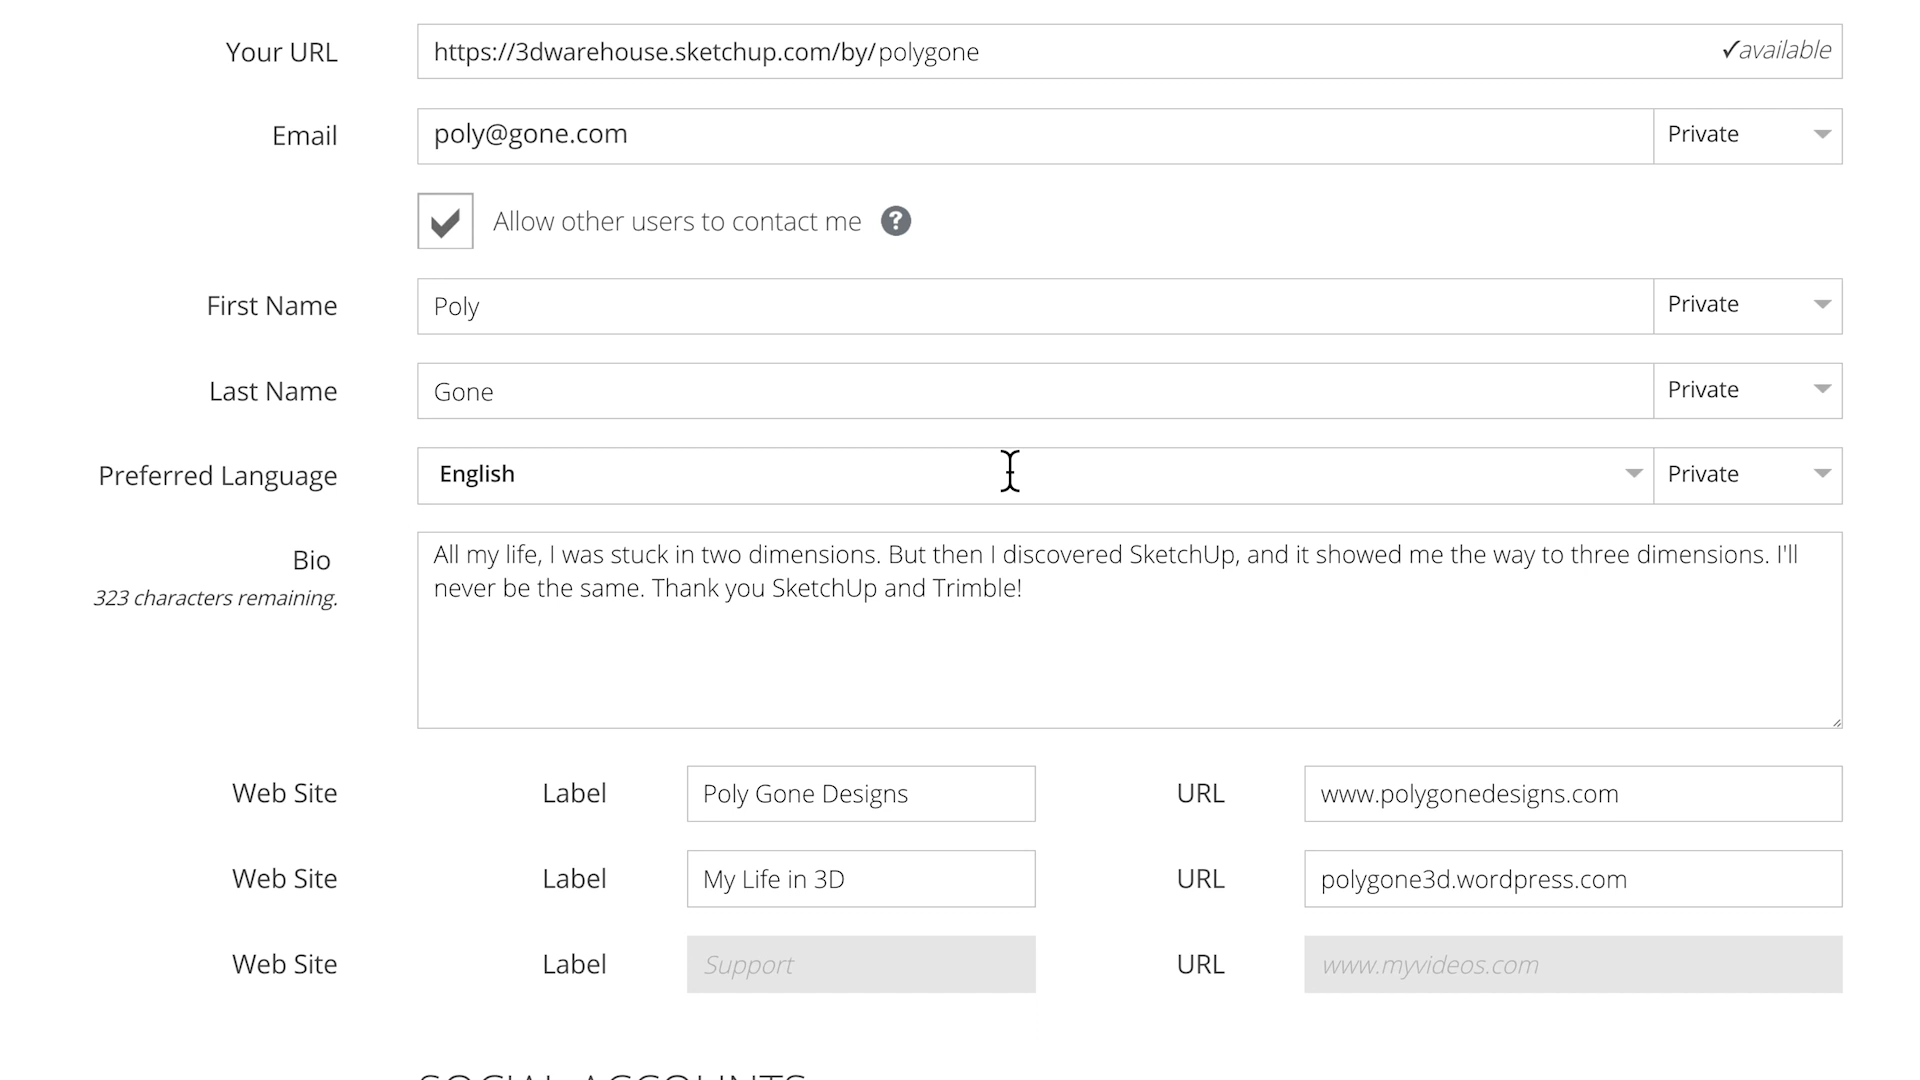 Your URL https://3dwarehouse.sketchup.com/by/polygone ✓available
Email poly@gone.com Private
Allow other users to contact me ?
First Name Poly Private
Last Name Gone Private
Preferred Language English Private
Bio All my life, I was stuck in two dimensions. But then I discovered SketchUp, and it showed me the way to three dimensions. I'll
323 characters remaining. never be the same. Thank you SketchUp and Trimble!
Web Site Label Poly Gone Designs URL www.polygonedesigns.com
Web Site Label My Life in 3D URL polygone3d.wordpress.com
Web Site Label Support URL www.myvideos.com
SOCIAL ACCOUNTS